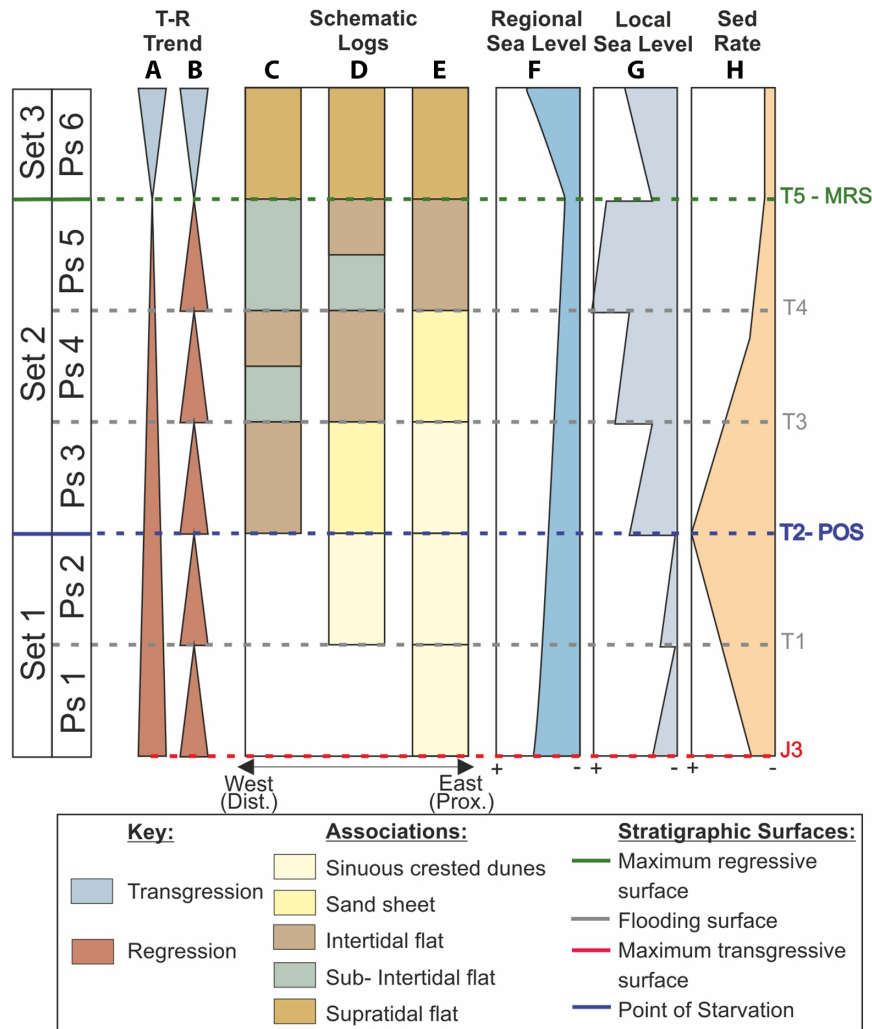 T-R
Trend
Schematic
Logs
Regional
Sea Level
Local
Sea Level
Sed
Rate
A B C D E F G H
Set 3
Ps 6
T5 - MRS
Set 2
Ps 5
T4
Ps 4
T3
Ps 3
T2- POS
Set 1
Ps 2
T1
Ps 1
J3
+ - + - + -
West
(Dist.)
East
(Prox.)
Key:
Transgression
Regression
Associations:
Sinuous crested dunes
Sand sheet
Intertidal flat
Sub- Intertidal flat
Supratidal flat
Stratigraphic Surfaces:
Maximum regressive
surface
Flooding surface
Maximum transgressive
surface
Point of Starvation